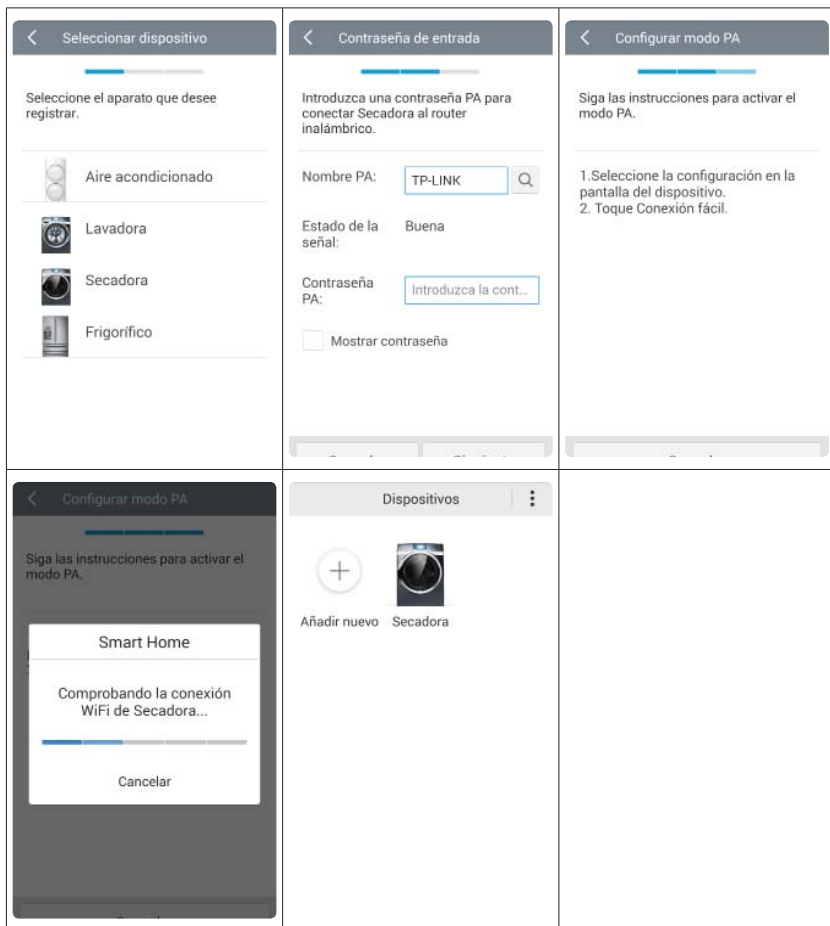 Seleccionar dispositivo
Seleccione el aparato que desee
registrar.
Aire acondicionado
Lavadora
Secadora
Frigorífico
Contraseña de entrada
Introduzca una contraseña PA para
conectar Secadora al router
inalámbrico.
Nombre PA:
TP-LINK
Estado de la
señal:
Buena
Contraseña
PA:
Introduzca la cont...
Mostrar contraseña
Configurar modo PA
Siga las instrucciones para activar el
modo PA.
1.Seleccione la configuración en la
pantalla del dispositivo.
2. Toque Conexión fácil.
Configurar modo PA
Siga las instrucciones para activar el
modo PA.
Smart Home
Comprobando la conexión
WiFi de Secadora...
Cancelar
Dispositivos
Añadir nuevo
Secadora